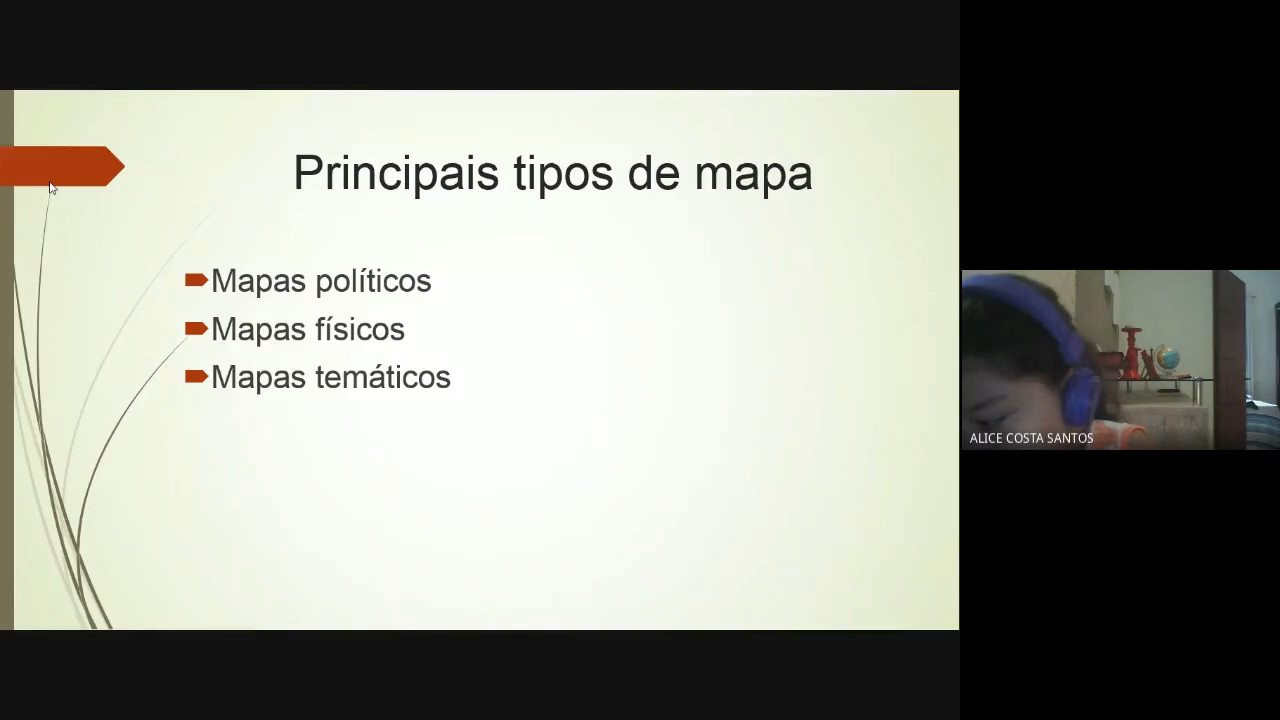 Principais tipos de mapa
Mapas políticos
Mapas físicos
Mapas temáticos
ALICE COSTA SANTOS